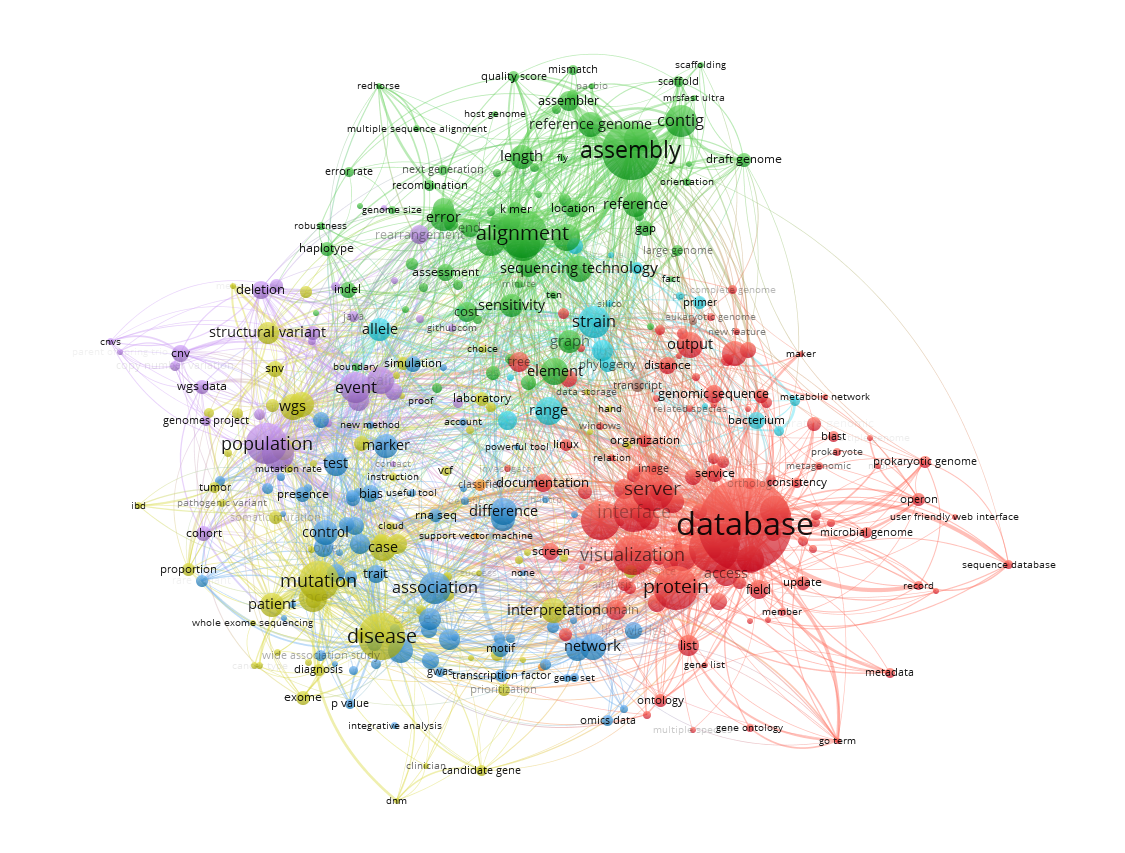 scaffolding
mismatch
quality score
scaffold
redhorse
pacbio
assembler
mrsfast ultra
host genome
contig
reference genome
multiple sequence alignment
assembly
length
fly
draft genome
next generation
error rate
orientation
recombination
reference
k mer
location
genome size
error
robustness
end
gap
alignment
rearrangement
haplotype
large genome
sequencing technology
assessment
fact
minute
deletion
indel
ten
complete genome
silico
primer
sensitivity
cost
java
eukaryotic genome
strain
githubcom
allele
structural variant
new feature
cnvs
graph
output
choice
cnv
maker
tree
simulation
phylogeny
distance
boundary
snv
element
wgs data
event
transcript
data storage
genomic sequence
metabolic network
laboratory
proof
wgs
hand
related species
range
genomes project
account
bacterium
new method
windows
blast
population
marker
organization
powerful tool
linux
prokaryote
relation
test
contact
prokaryotic genome
metagenomic
mutation rate
vcf
investigator
image
service
instruction
documentation
consistency
classifier
tumor
server
presence
bias
useful tool
operon
pathogenic variant
ibd
difference
interface
rna seq
user friendly web interface
somatic mutation
database
cloud
cohort
control
microbial genome
support vector machine
case
screen
visualization
sequence database
proportion
trait
none
access
mutation
association
protein
update
field
record
patient
interpretation
domain
member
whole exome sequencing
disease
network
motif
list
wide association study
gene list
diagnosis
gwas
transcription factor
gene set
metadata
prioritization
exome
p value
ontology
omics data
integrative analysis
gene ontology
go term
clinician
candidate gene
dnm